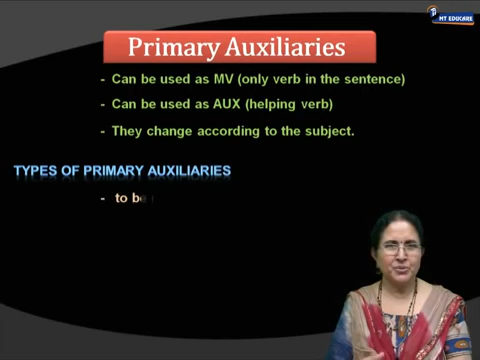 MT EDUCARE
Primary Auxiliaries
- Can be used as MV (only verb in the sentence)
- Can be used as AUX (helping verb)
- They change according to the subject.
TYPES OF PRIMARY AUXILIARIES
- to be